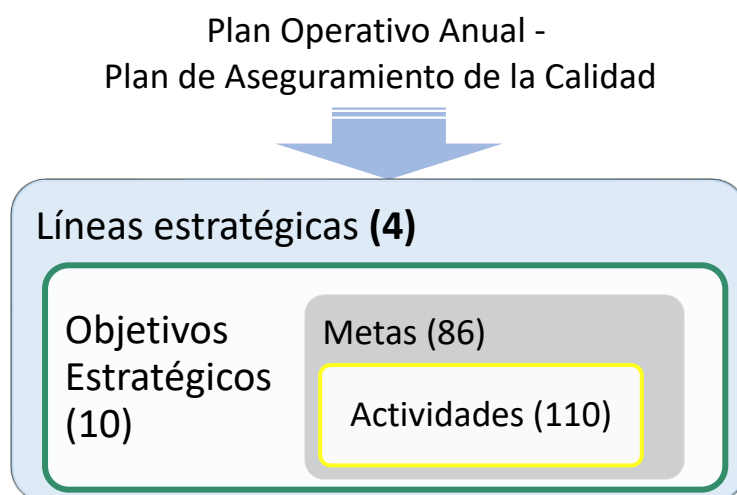 Plan Operativo Anual -
Plan de Aseguramiento de la Calidad
Líneas estratégicas (4)
Objetivos
Estratégicos
(10)
Metas (86)
Actividades (110)